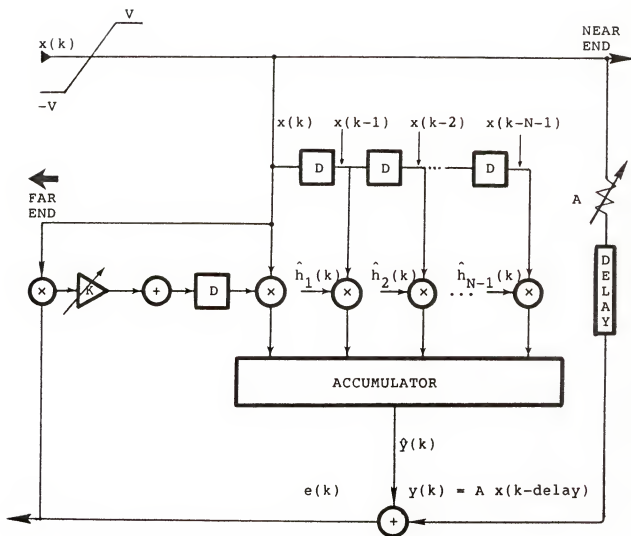 V
x(k)
-V
NEAR
END
x(k) x(k-1) x(k-2) x(k-N-1)
D D ... D
FAR
END
A
ĥ₁(k) ĥ₂(k) ĥN-1(k)
× K + D × × × ... ×
DELAY
ACCUMULATOR
ŷ(k)
e(k) y(k) = A x(k-delay)
+